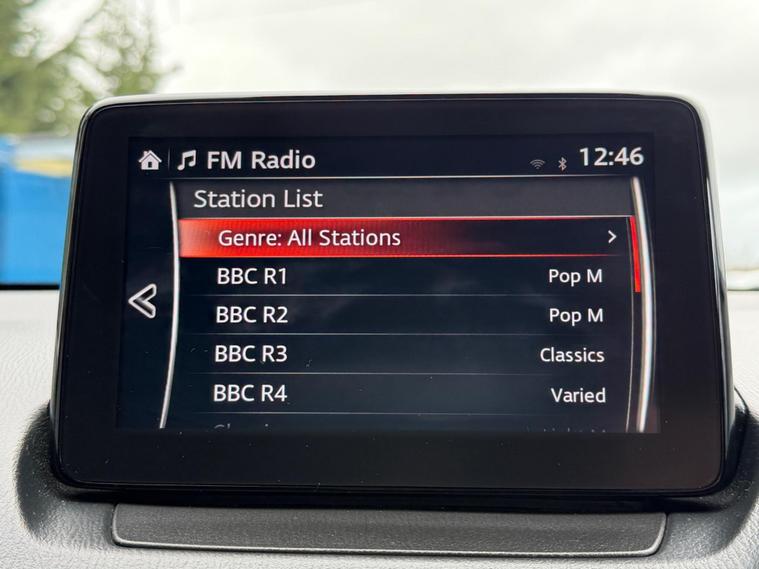 FM Radio 12:46
Station List
Genre: All Stations
BBC R1 Pop M
BBC R2 Pop M
BBC R3 Classics
BBC R4 Varied